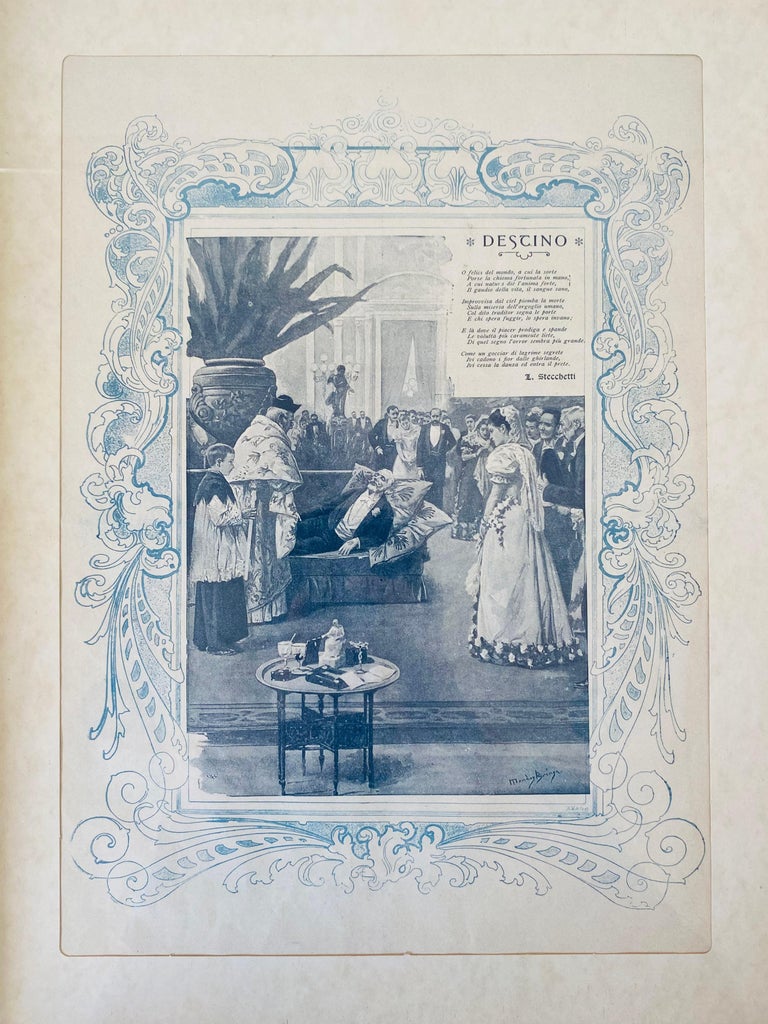 * DESTINO *
O felici del mondo, a cui la sorte
Porse la chioma fortunata in mano,
A cui natura diè l'anima forte,
Il gaudio della vita, il sangue sano,
Improvvisa dal ciel piomba la morte
Sulla miseria dell'orgoglio umano,
Col dito traditor segna le porte
E chi spera fuggir, lo spera invano;
E là dove il piacer prodiga e spande
Le voluttà più caramente liete,
Di quel segno l'orror sembra più grande.
Come un gocciar di lagrime segrete
Ivi cadono i fior dalle ghirlande,
Ivi cessa la danza ed entra il prete.
L. Stecchetti